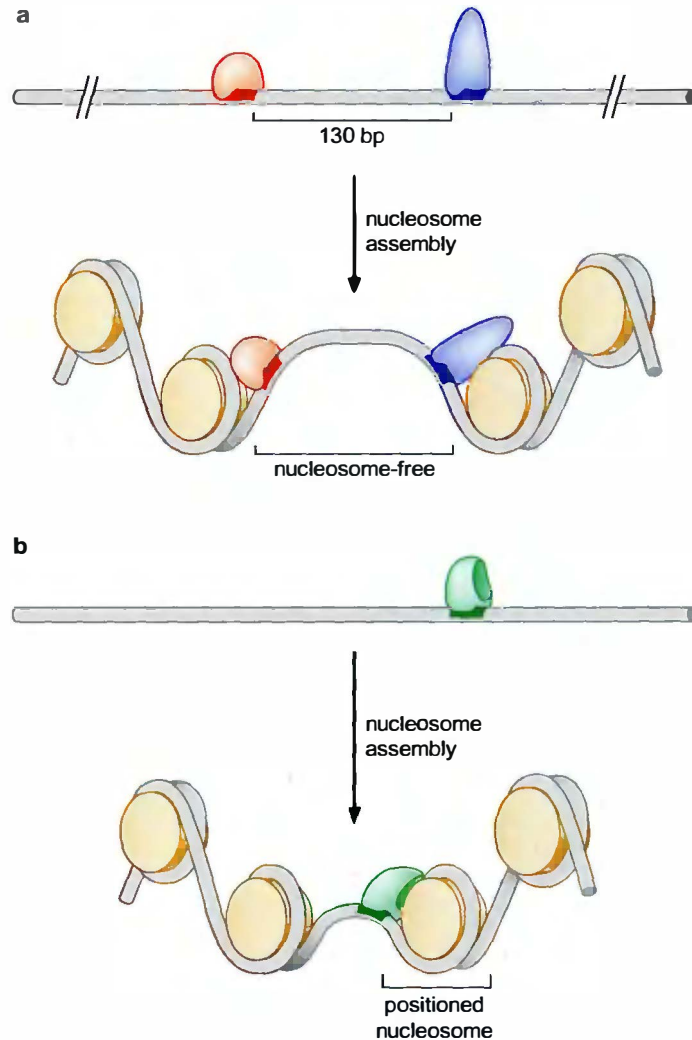 a
130 bp
nucleosome
assembly
nucleosome-free
b
nucleosome
assembly
positioned
nucleosome